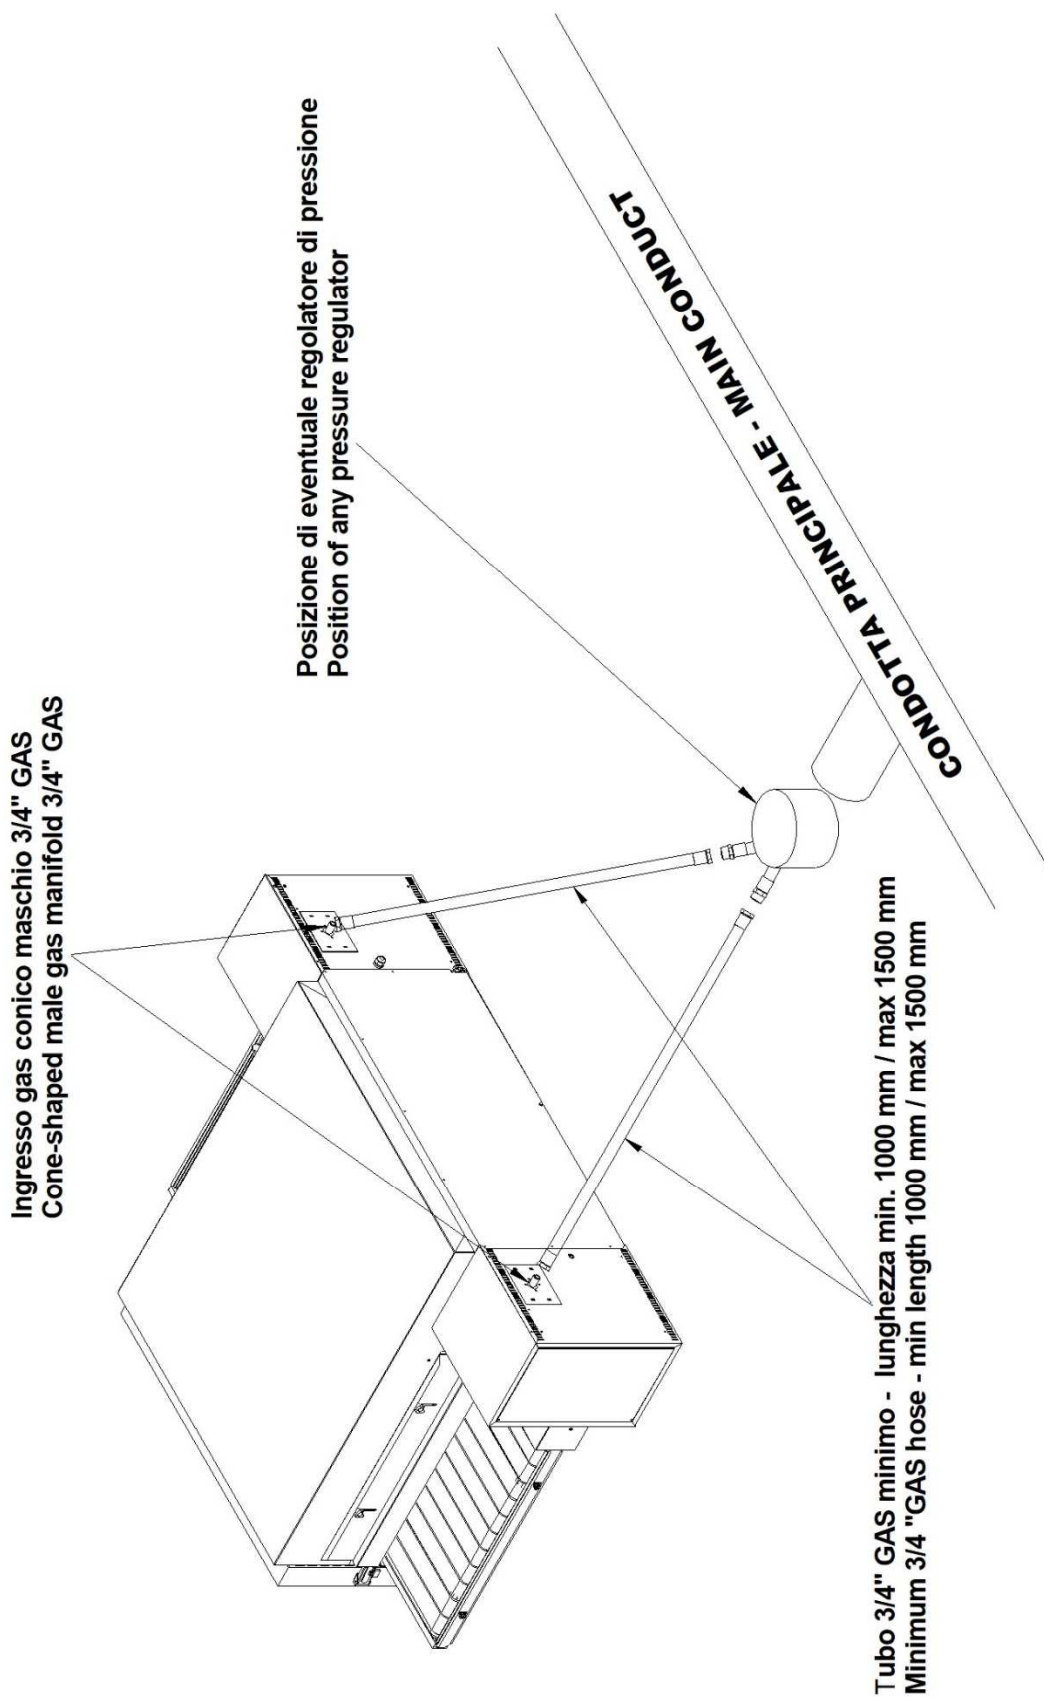 Ingresso gas conico maschio 3/4" GAS
Cone-shaped male gas manifold 3/4" GAS
Posizione di eventuale regolatore di pressione
Position of any pressure regulator
CONDOTTA PRINCIPALE - MAIN CONDUCT
Tubo 3/4" GAS minimo - lunghezza min. 1000 mm / max 1500 mm
Minimum 3/4 "GAS hose - min length 1000 mm / max 1500 mm